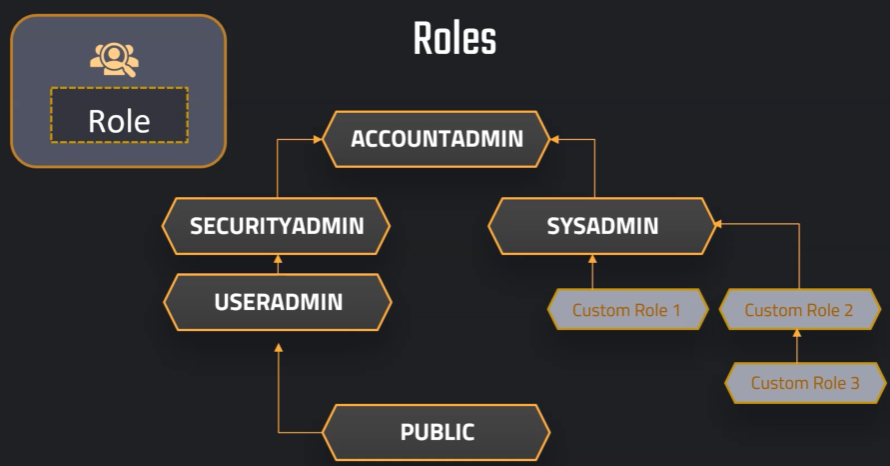 Roles
Role
ACCOUNTADMIN
SECURITYADMIN
SYSADMIN
USERADMIN
Custom Role 1
Custom Role 2
Custom Role 3
PUBLIC